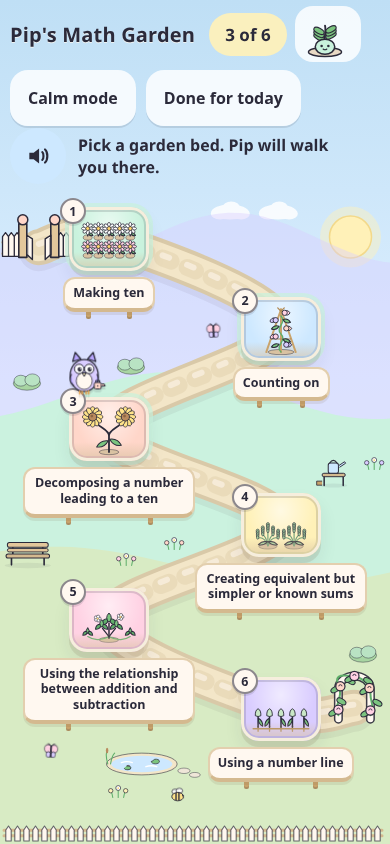 Pip's Math Garden
3 of 6
Calm mode
Done for today
Pick a garden bed. Pip will walk
you there.
1
Making ten
2
Counting on
3
Decomposing a number
leading to a ten
4
Creating equivalent but
simpler or known sums
5
Using the relationship
between addition and
subtraction
6
Using a number line